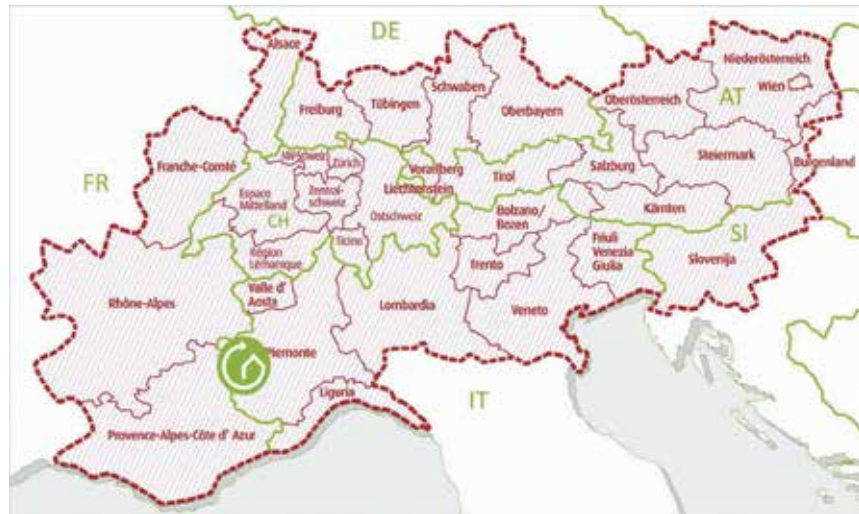 DE
Alsace
Niederösterreich
Freiburg
Tübingen
Schwaben
Oberbayern
Oberösterreich
Wien
AT
FR
Franche-Comté
Zürich
Vorarlberg
Liechtenstein
Tirol
Salzburg
Steiermark
Burgenland
Espace
Mittelland
CH
Zentral-
schweiz
Ostschweiz
Bolzano/
Bozen
Kärnten
SI
Région
Lémanique
Ticino
Trento
Friuli
Venezia
Giulia
Slovenija
Rhône-Alpes
Valle d'
Aosta
Lombardia
Veneto
Piemonte
Liguria
IT
Provence-Alpes-Côte d' Azur